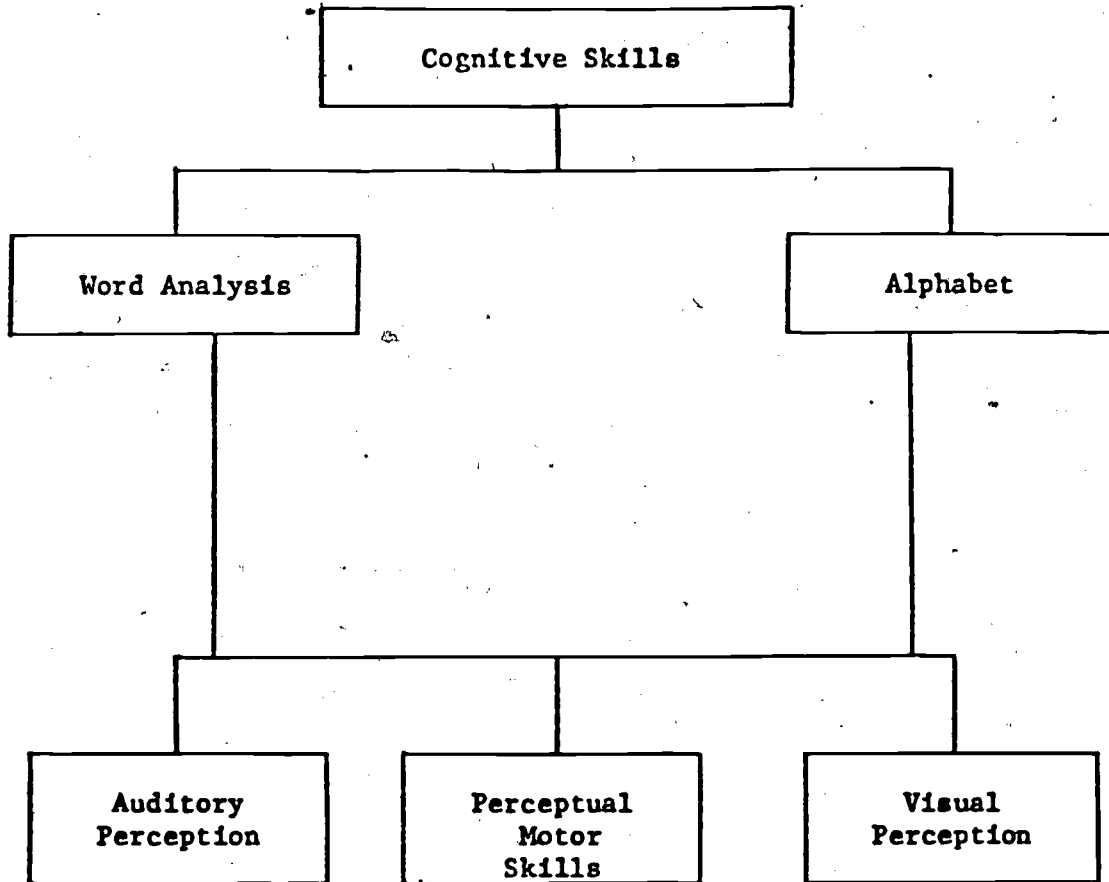 Cognitive Skills
Word Analysis
Alphabet
Auditory
Perception
Perceptual
Motor
Skills
Visual
Perception